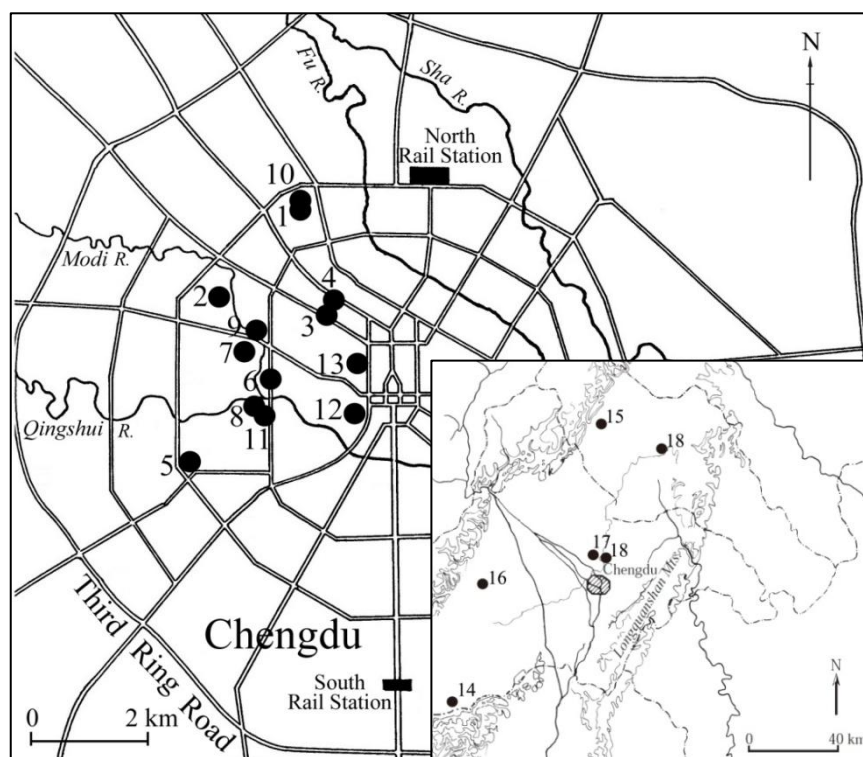 N
Sha R.
Fu R.
North
Rail Station
10
1
Modi R.
4
2
3
9
7
13
6
8
12
Qingshui R.
11
5
Third Ring Road
Chengdu
South
Rail Station
0 2 km
15
18
17
18
Chengdu
16
Longquanshan Mts.
14
N
0 40 km